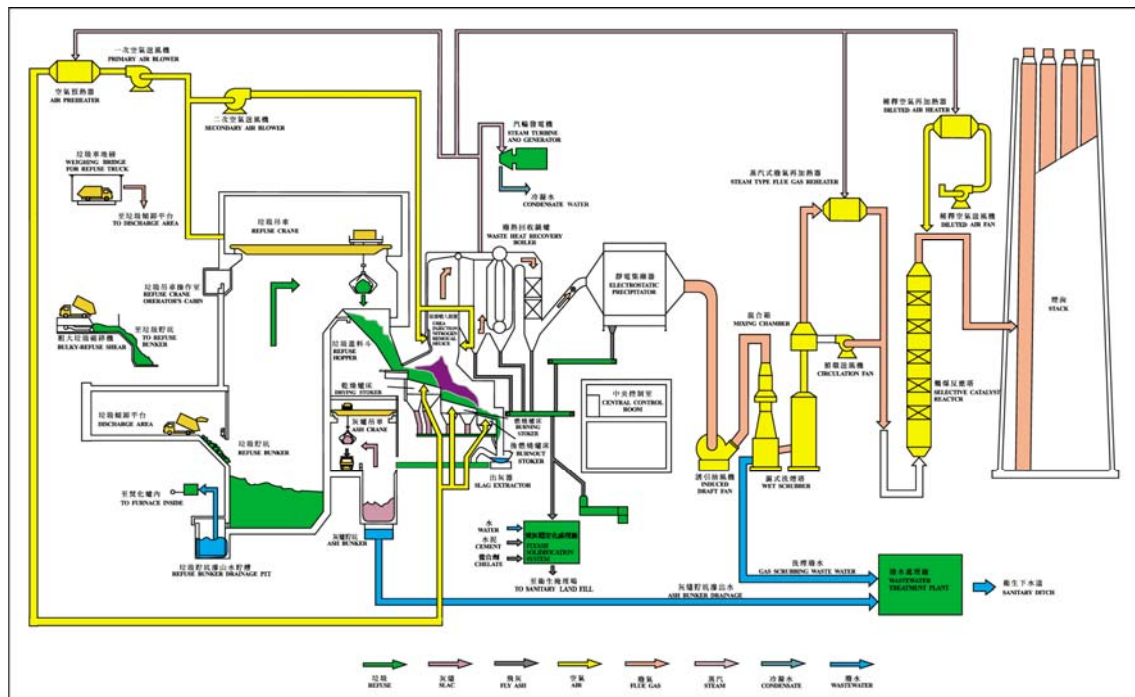 一次空氣送風機
PRIMARY AIR BLOWER
空氣預熱器
AIR PREHEATER
二次空氣送風機
SECONDARY AIR BLOWER
垃圾車地磅
WEIGHING BRIDGE
FOR REFUSE TRUCK
至垃圾傾卸平台
TO DISCHARGE AREA
垃圾吊車
REFUSE CRANE
垃圾吊車操作室
REFUSE CRANE
ORERATOR'S CABIN
至垃圾貯坑
TO REFUSE
BUNKER
粗大垃圾破碎機
BULKY-REFUSE SHEAR
垃圾傾卸平台
DISCHARGE AREA
垃圾貯坑
REFUSE BUNKER
TO FURNACE INSIDE
垃圾貯坑滲出水貯槽
REFUSE BUNKER DRAINAGE PIT
汽輪發電機
STEAM TURBINE
ANO GENERATOR
冷凝水
CONDENSATE WATER
廢熱回收鍋爐
WASTE HEAT RECOVERY
BOILER
UREA
INJECTION
NITROGEN
REMOVAL
垃圾進料斗
REFUSE
HOPPER
乾燥爐床
DRYING STOKER
灰燼吊車
ASH CRANE
燃燒爐床
BURNING
STOKER
後燃燒爐床
BURNOUT
STOKER
出灰器
SLAG EXTRACTOR
灰燼貯坑
ASH BUNKER
靜電集塵器
ELECTROSTATIC
PRECIPITATOR
中央控制室
CENTRAL CONTROL
ROOM
水
WATER
水泥
CEMENT
螯合劑
CHELATE
FLYASH
SOLIDIFICATION
SYSTEM
至衛生掩埋場
TO SANITARY LAND FILL
誘引抽風機
INDUCED
DRAFT FAN
混合箱
MIXING CHAMBER
濕式洗煙塔
WET SCRUBBER
循環送風機
CIRCULATION FAN
蒸汽式廢氣再加熱器
STEAM TYPE FLUE GAS REHEATER
稀釋空氣再加熱器
DILUTED AIR HEATER
稀釋空氣送風機
DILUTED AIR FAN
觸媒反應塔
SELECTIVE CATALYST
REACTCR
煙囪
STACK
洗煙廢水
GAS SCRUBBING WASTE WATER
灰燼貯坑滲出水
ASH BUNKER DRAINAGE
廢水處理廠
WASTEWATER
TREATMENT PLANT
衛生下水道
SANITARY DITCH
垃圾
REFUSE
灰燼
SLAC
飛灰
FLY ASH
空氣
AIR
廢氣
FLUE GAS
蒸汽
STEAM
冷凝水
CONDENSATE
廢水
WASTEWATER